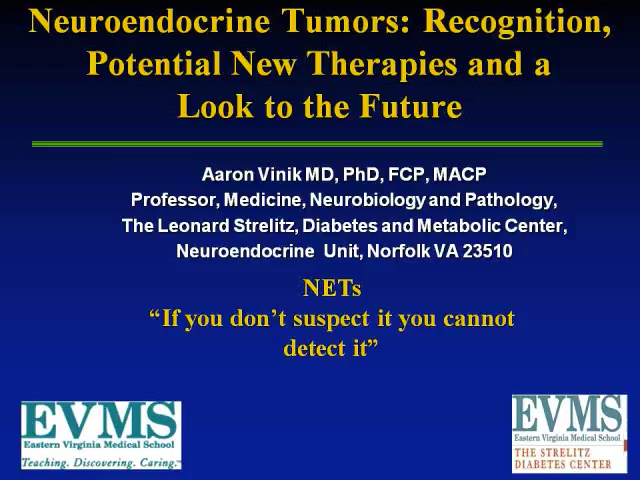 Neuroendocrine Tumors: Recognition,
Potential New Therapies and a
Look to the Future
Aaron Vinik MD, PhD, FCP, MACP
Professor, Medicine, Neurobiology and Pathology,
The Leonard Strelitz, Diabetes and Metabolic Center,
Neuroendocrine Unit, Norfolk VA 23510
NETs
“If you don’t suspect it you cannot
detect it”
EVMS
Eastern Virginia Medical School
Teaching. Discovering. Caring.™
EVMS
Eastern Virginia Medical School
THE STRELITZ
DIABETES CENTER